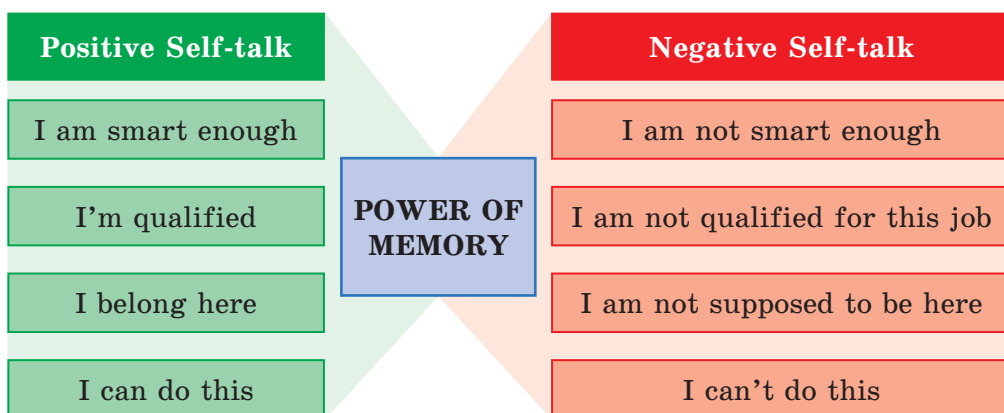 Positive Self-talk
I am smart enough
I’m qualified
I belong here
I can do this
POWER OF
MEMORY
Negative Self-talk
I am not smart enough
I am not qualified for this job
I am not supposed to be here
I can't do this